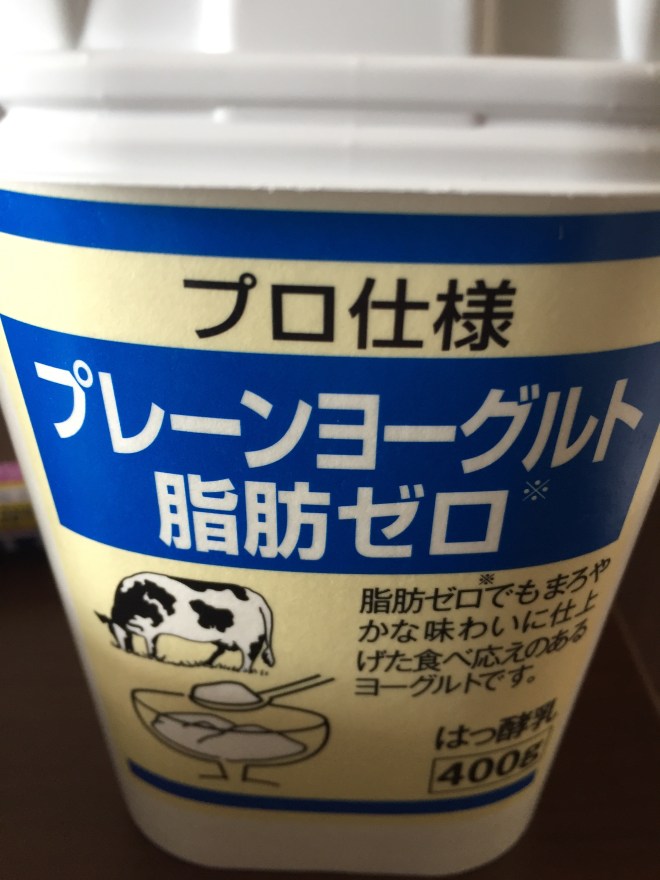 プロ仕様
プレーンヨーグルト
脂肪ゼロ※
脂肪ゼロ※でもまろや
かな味わいに仕上
げた食べ応えのある
ヨーグルトです。
はっ酵乳
400g